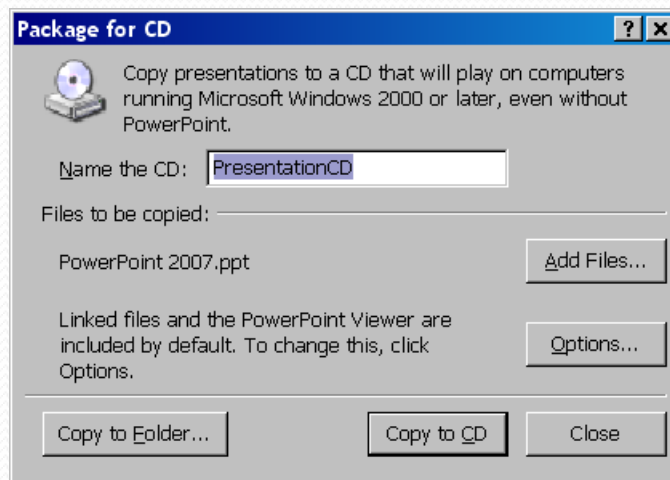 Package for CD
Copy presentations to a CD that will play on computers
running Microsoft Windows 2000 or later, even without
PowerPoint.
Name the CD: PresentationCD
Files to be copied:
PowerPoint 2007.ppt
Add Files...
Linked files and the PowerPoint Viewer are
included by default. To change this, click
Options.
Options...
Copy to Folder...
Copy to CD
Close